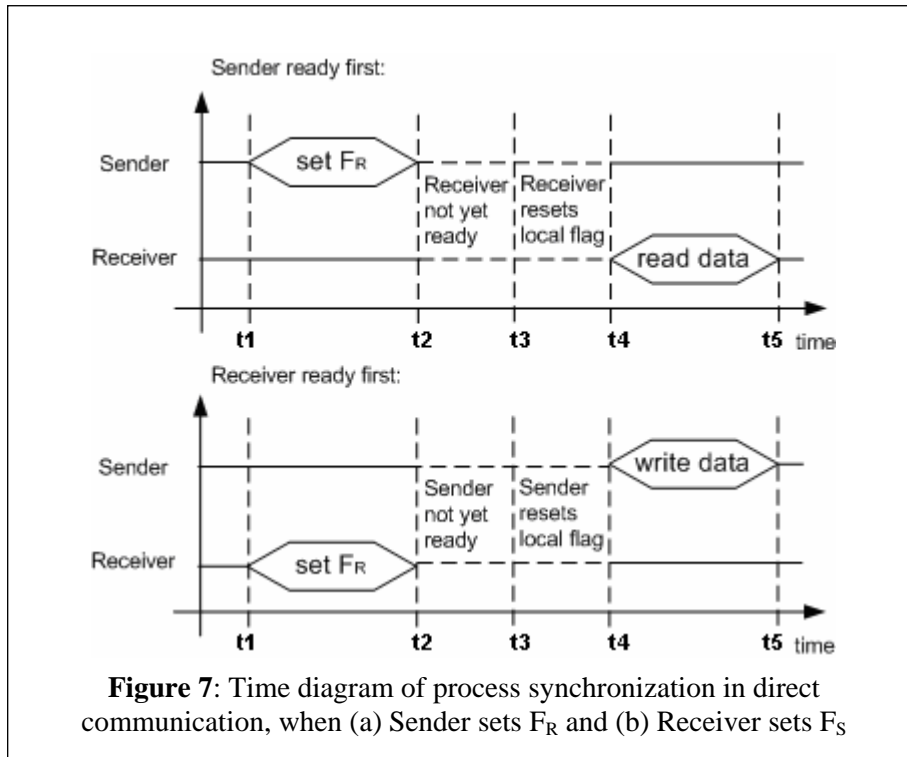 Sender ready first:
Sender
set FR
Receiver
not yet
ready
Receiver
resets
local flag
Receiver
read data
t1 t2 t3 t4 t5 time
Receiver ready first:
Sender
write data
Sender
not yet
ready
Sender
resets
local flag
Receiver
set FR
t1 t2 t3 t4 t5 time
Figure 7: Time diagram of process synchronization in direct
communication, when (a) Sender sets FR and (b) Receiver sets FS